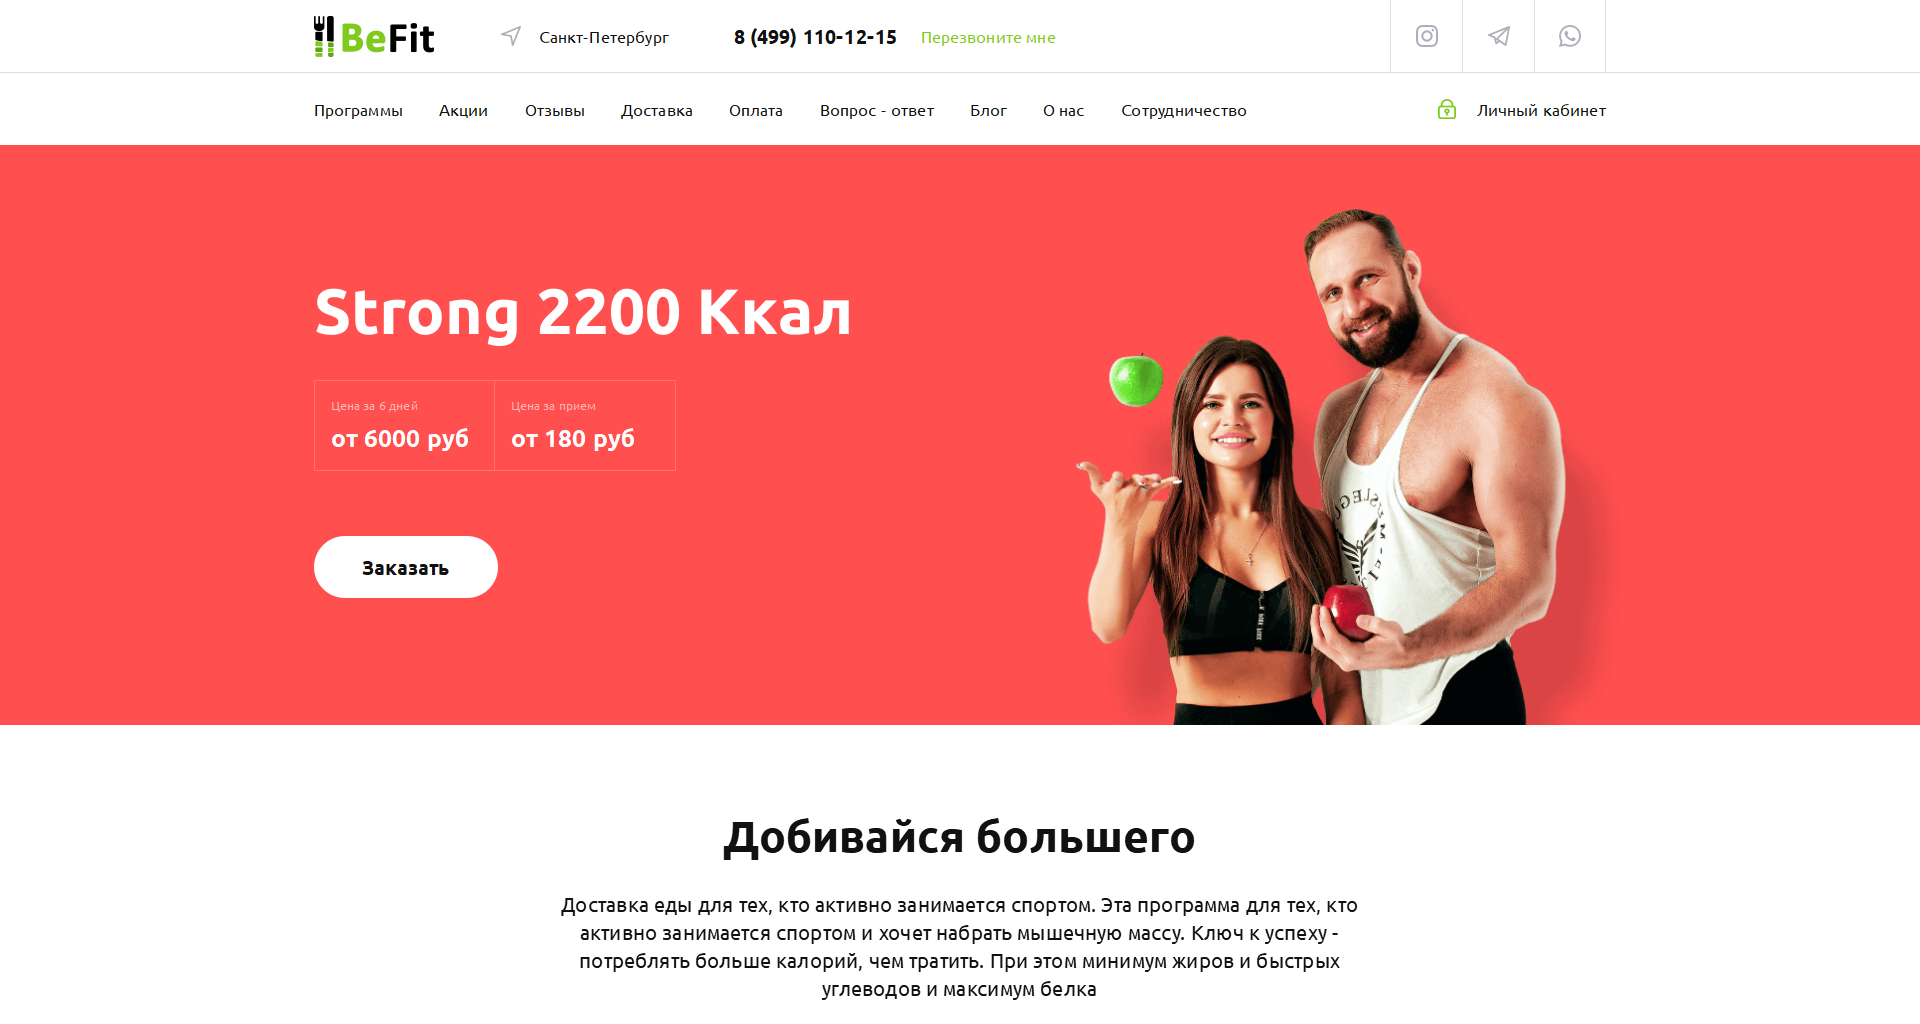 BeFit
Санкт-Петербург
8 (499) 110-12-15
Перезвоните мне
Программы
Акции
Отзывы
Доставка
Оплата
Вопрос - ответ
Блог
О нас
Сотрудничество
Личный кабинет
Strong 2200 Ккал
Цена за 6 дней
от 6000 руб
Цена за прием
от 180 руб
Заказать
Добивайся большего
Доставка еды для тех, кто активно занимается спортом. Эта программа для тех, кто
активно занимается спортом и хочет набрать мышечную массу. Ключ к успеху -
потреблять больше калорий, чем тратить. При этом минимум жиров и быстрых
углеводов и максимум белка